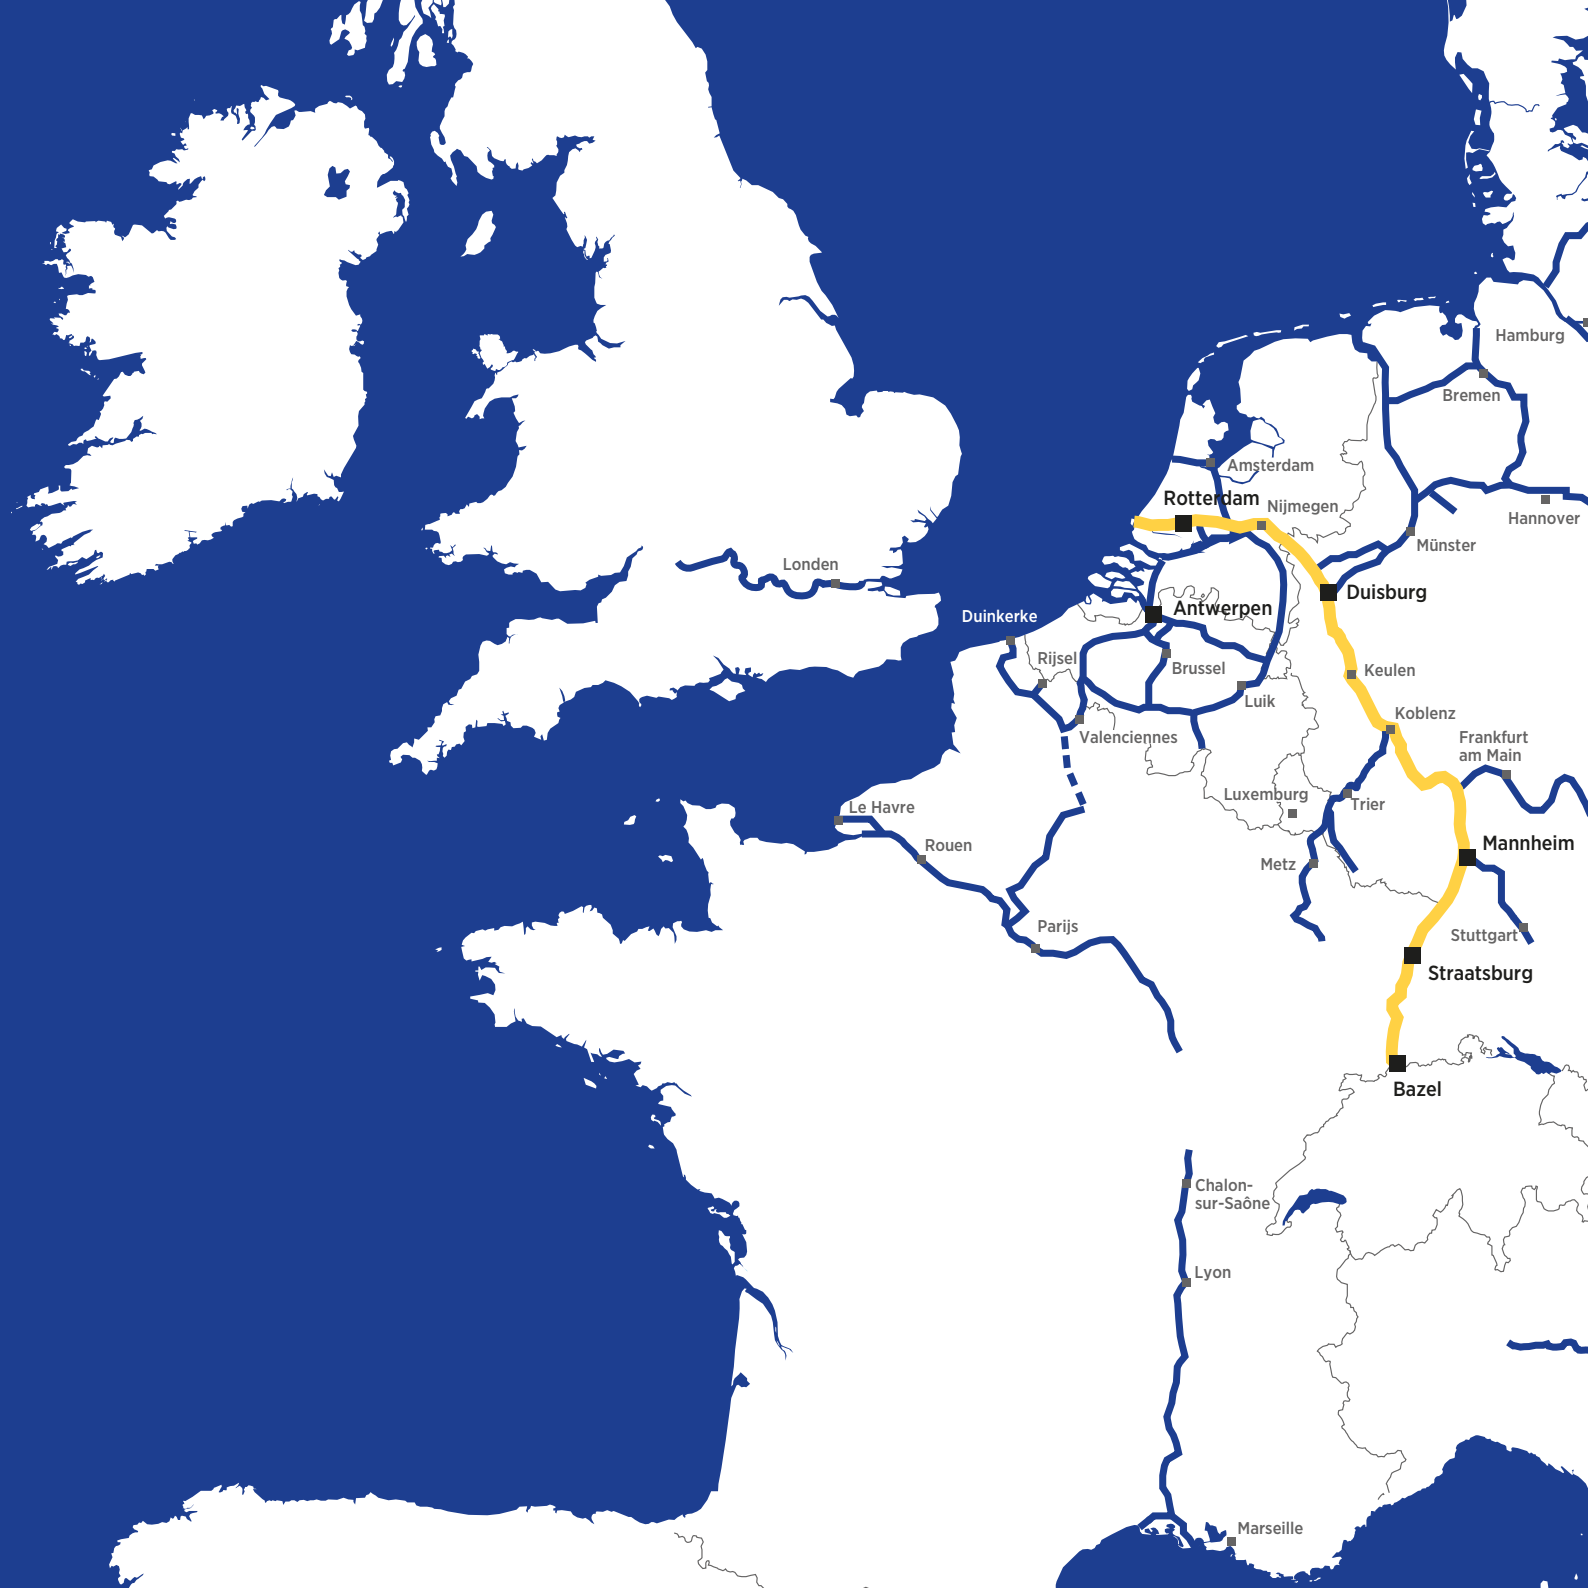 Hamburg
Bremen
Amsterdam
Rotterdam
Nijmegen
Hannover
Münster
Londen
Duisburg
Antwerpen
Duinkerke
Rijsel
Brussel
Keulen
Luik
Koblenz
Valenciennes
Frankfurt
am Main
Luxemburg
Trier
Le Havre
Rouen
Mannheim
Metz
Parijs
Stuttgart
Straatsburg
Bazel
Chalon-
sur-Saône
Lyon
Marseille